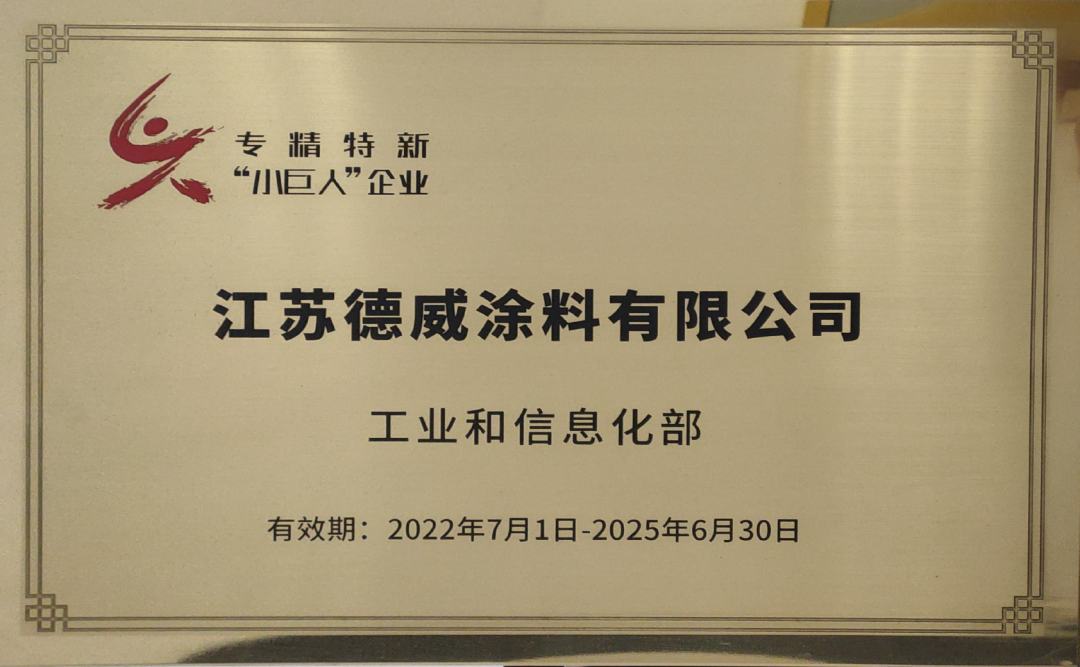 专精特新
“小巨人”企业
江苏德威涂料有限公司
工业和信息化部
有效期：2022年7月1日-2025年6月30日